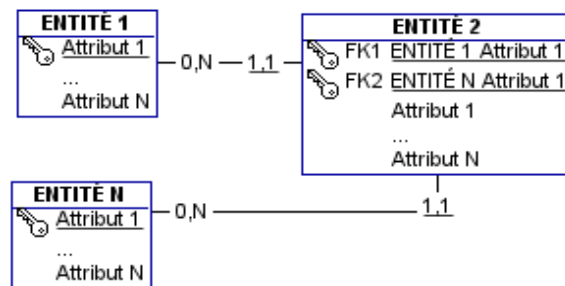 ENTITÉ 1
Attribut 1
...
Attribut N
0,N
1,1
ENTITÉ 2
FK1 ENTITÉ 1 Attribut 1
FK2 ENTITÉ N Attribut 1
Attribut 1
...
Attribut N
ENTITÉ N
Attribut 1
...
Attribut N
0,N
1,1